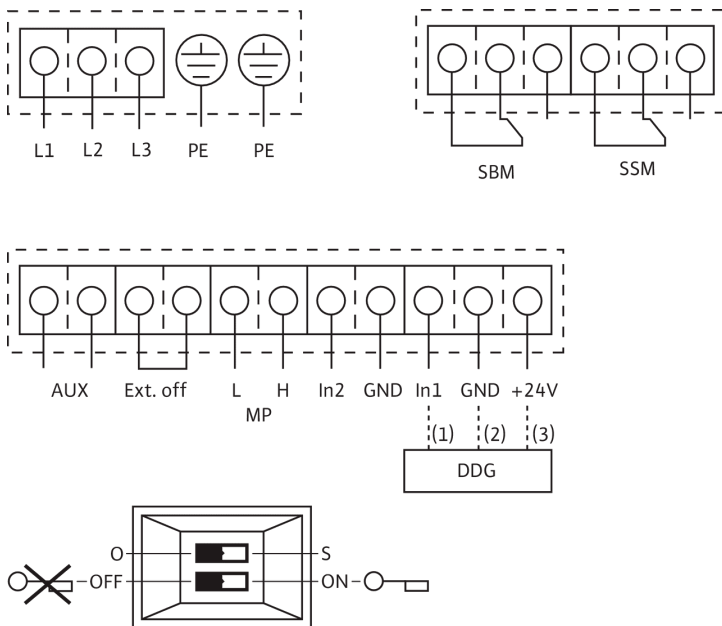 L1 L2 L3 PE PE
SBM SSM
AUX Ext. off L H In2 GND In1 GND +24V
MP
(1) (2) (3)
DDG
O S
OFF ON